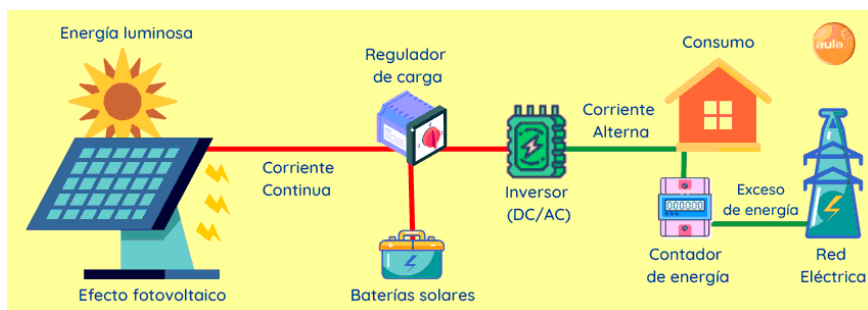 Energía luminosa
Regulador
de carga
Consumo
aula
Corriente
Alterna
Corriente
Continua
Inversor
(DC/AC)
000000
Exceso
de energía
Contador
de energía
Red
Eléctrica
Efecto fotovoltaico
Baterías solares